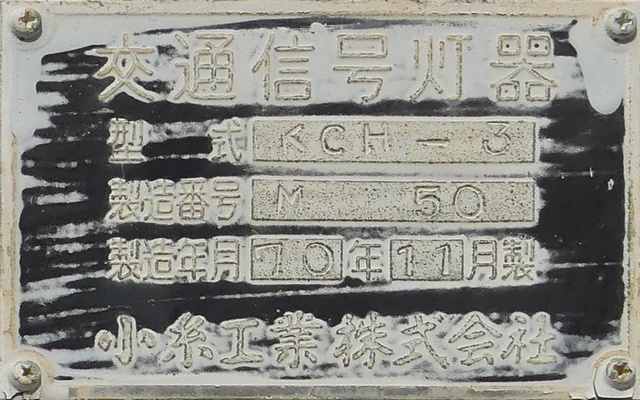 交通信号灯器
型式 KCH-3
製造番号 M 50
製造年月 70年11月製
小糸工業株式会社